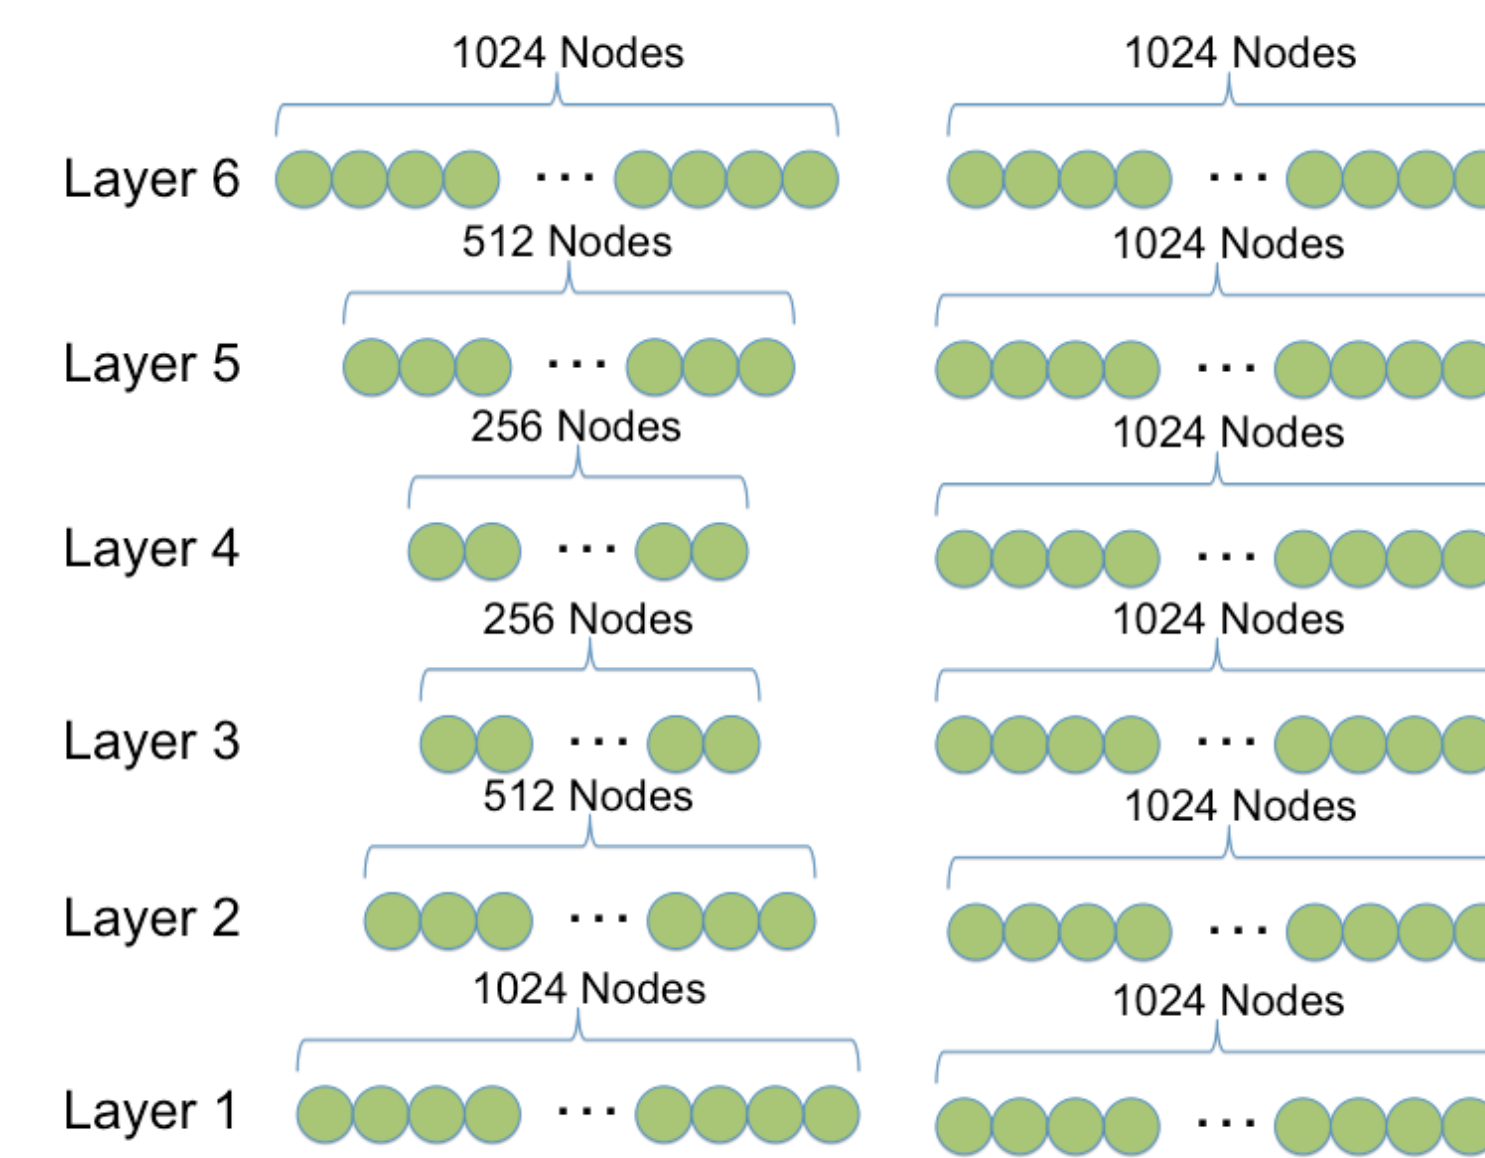 1024 Nodes 1024 Nodes
Layer 6
512 Nodes 1024 Nodes
Layer 5
256 Nodes 1024 Nodes
Layer 4
256 Nodes 1024 Nodes
Layer 3
512 Nodes 1024 Nodes
Layer 2
1024 Nodes 1024 Nodes
Layer 1